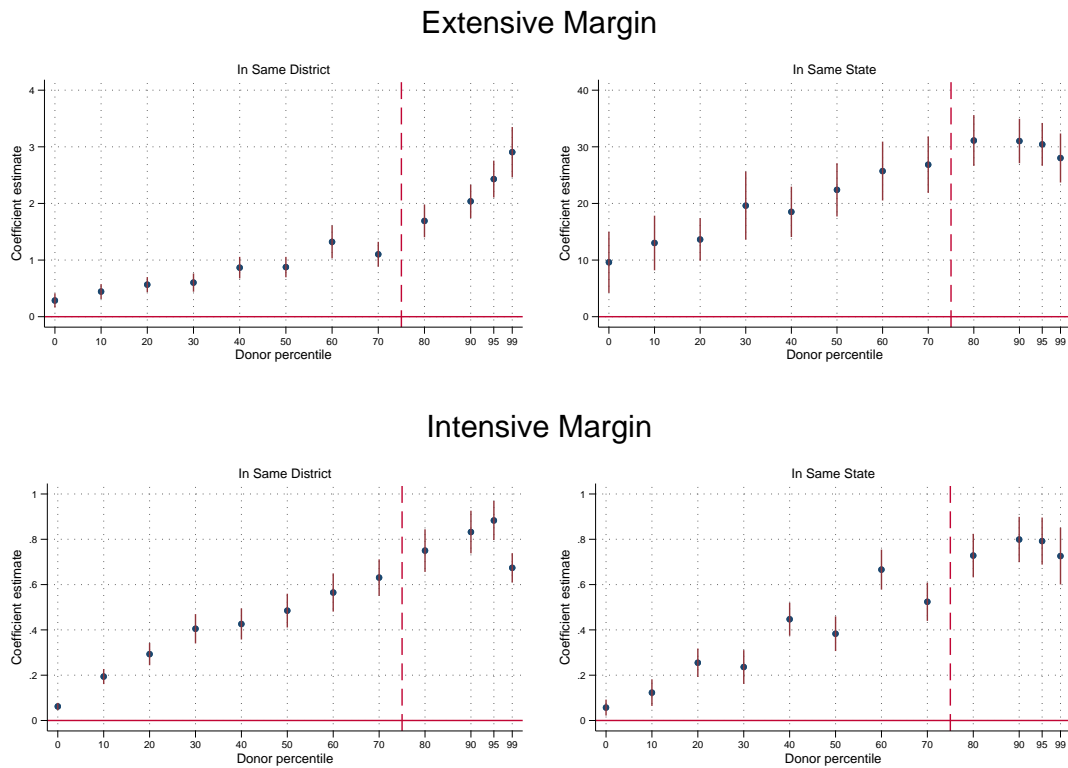 Extensive Margin
In Same District
Coefficient estimate
4
3
2
1
0
0 10 20 30 40 50 60 70 80 90 95 99
Donor percentile
In Same State
Coefficient estimate
40
30
20
10
0
0 10 20 30 40 50 60 70 80 90 95 99
Donor percentile
Intensive Margin
In Same District
Coefficient estimate
1
.8
.6
.4
.2
0
0 10 20 30 40 50 60 70 80 90 95 99
Donor percentile
In Same State
Coefficient estimate
1
.8
.6
.4
.2
0
0 10 20 30 40 50 60 70 80 90 95 99
Donor percentile